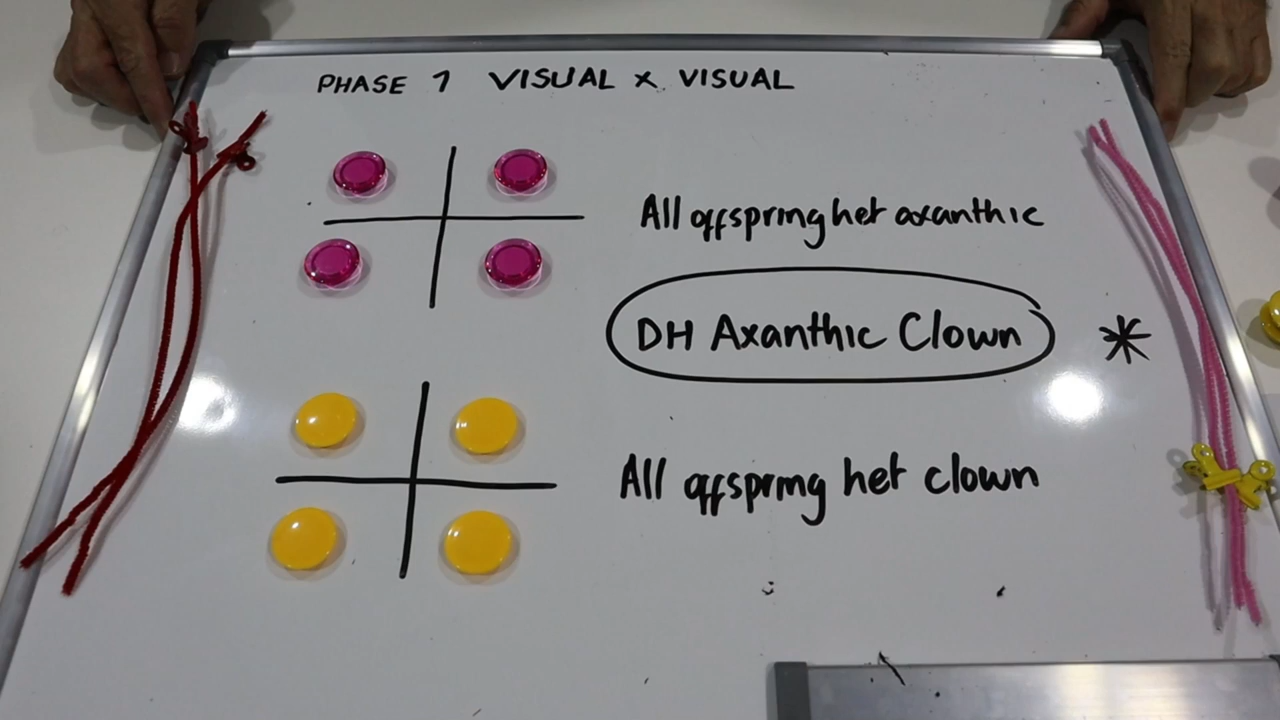 PHASE 1 VISUAL x VISUAL
All offspring het axanthic
DH Axanthic Clown *
All offspring het clown